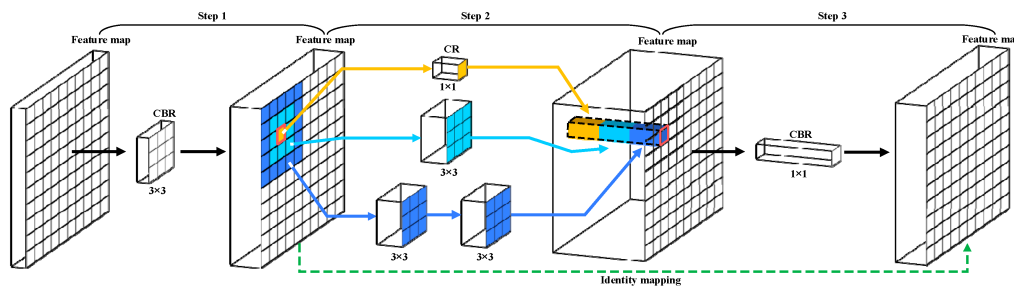 Step 1
Step 2
Step 3
Feature map
Feature map
Feature map
Feature map
CBR
3×3
CR
1×1
3×3
3×3
3×3
CBR
1×1
Identity mapping